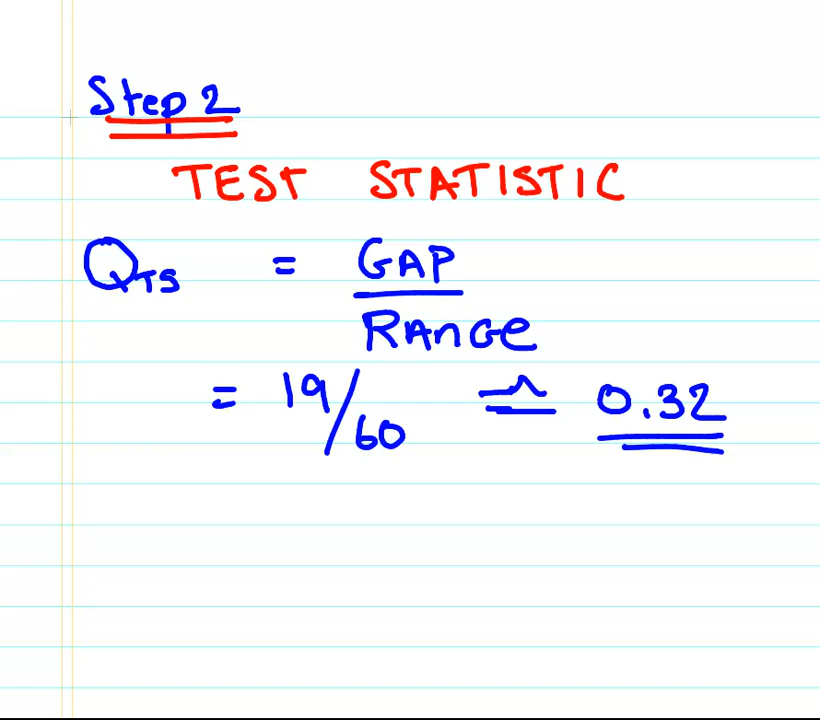 Step 2
TEST STATISTIC
QTS = GAP
RANGE
= 19/60 ≃ 0.32